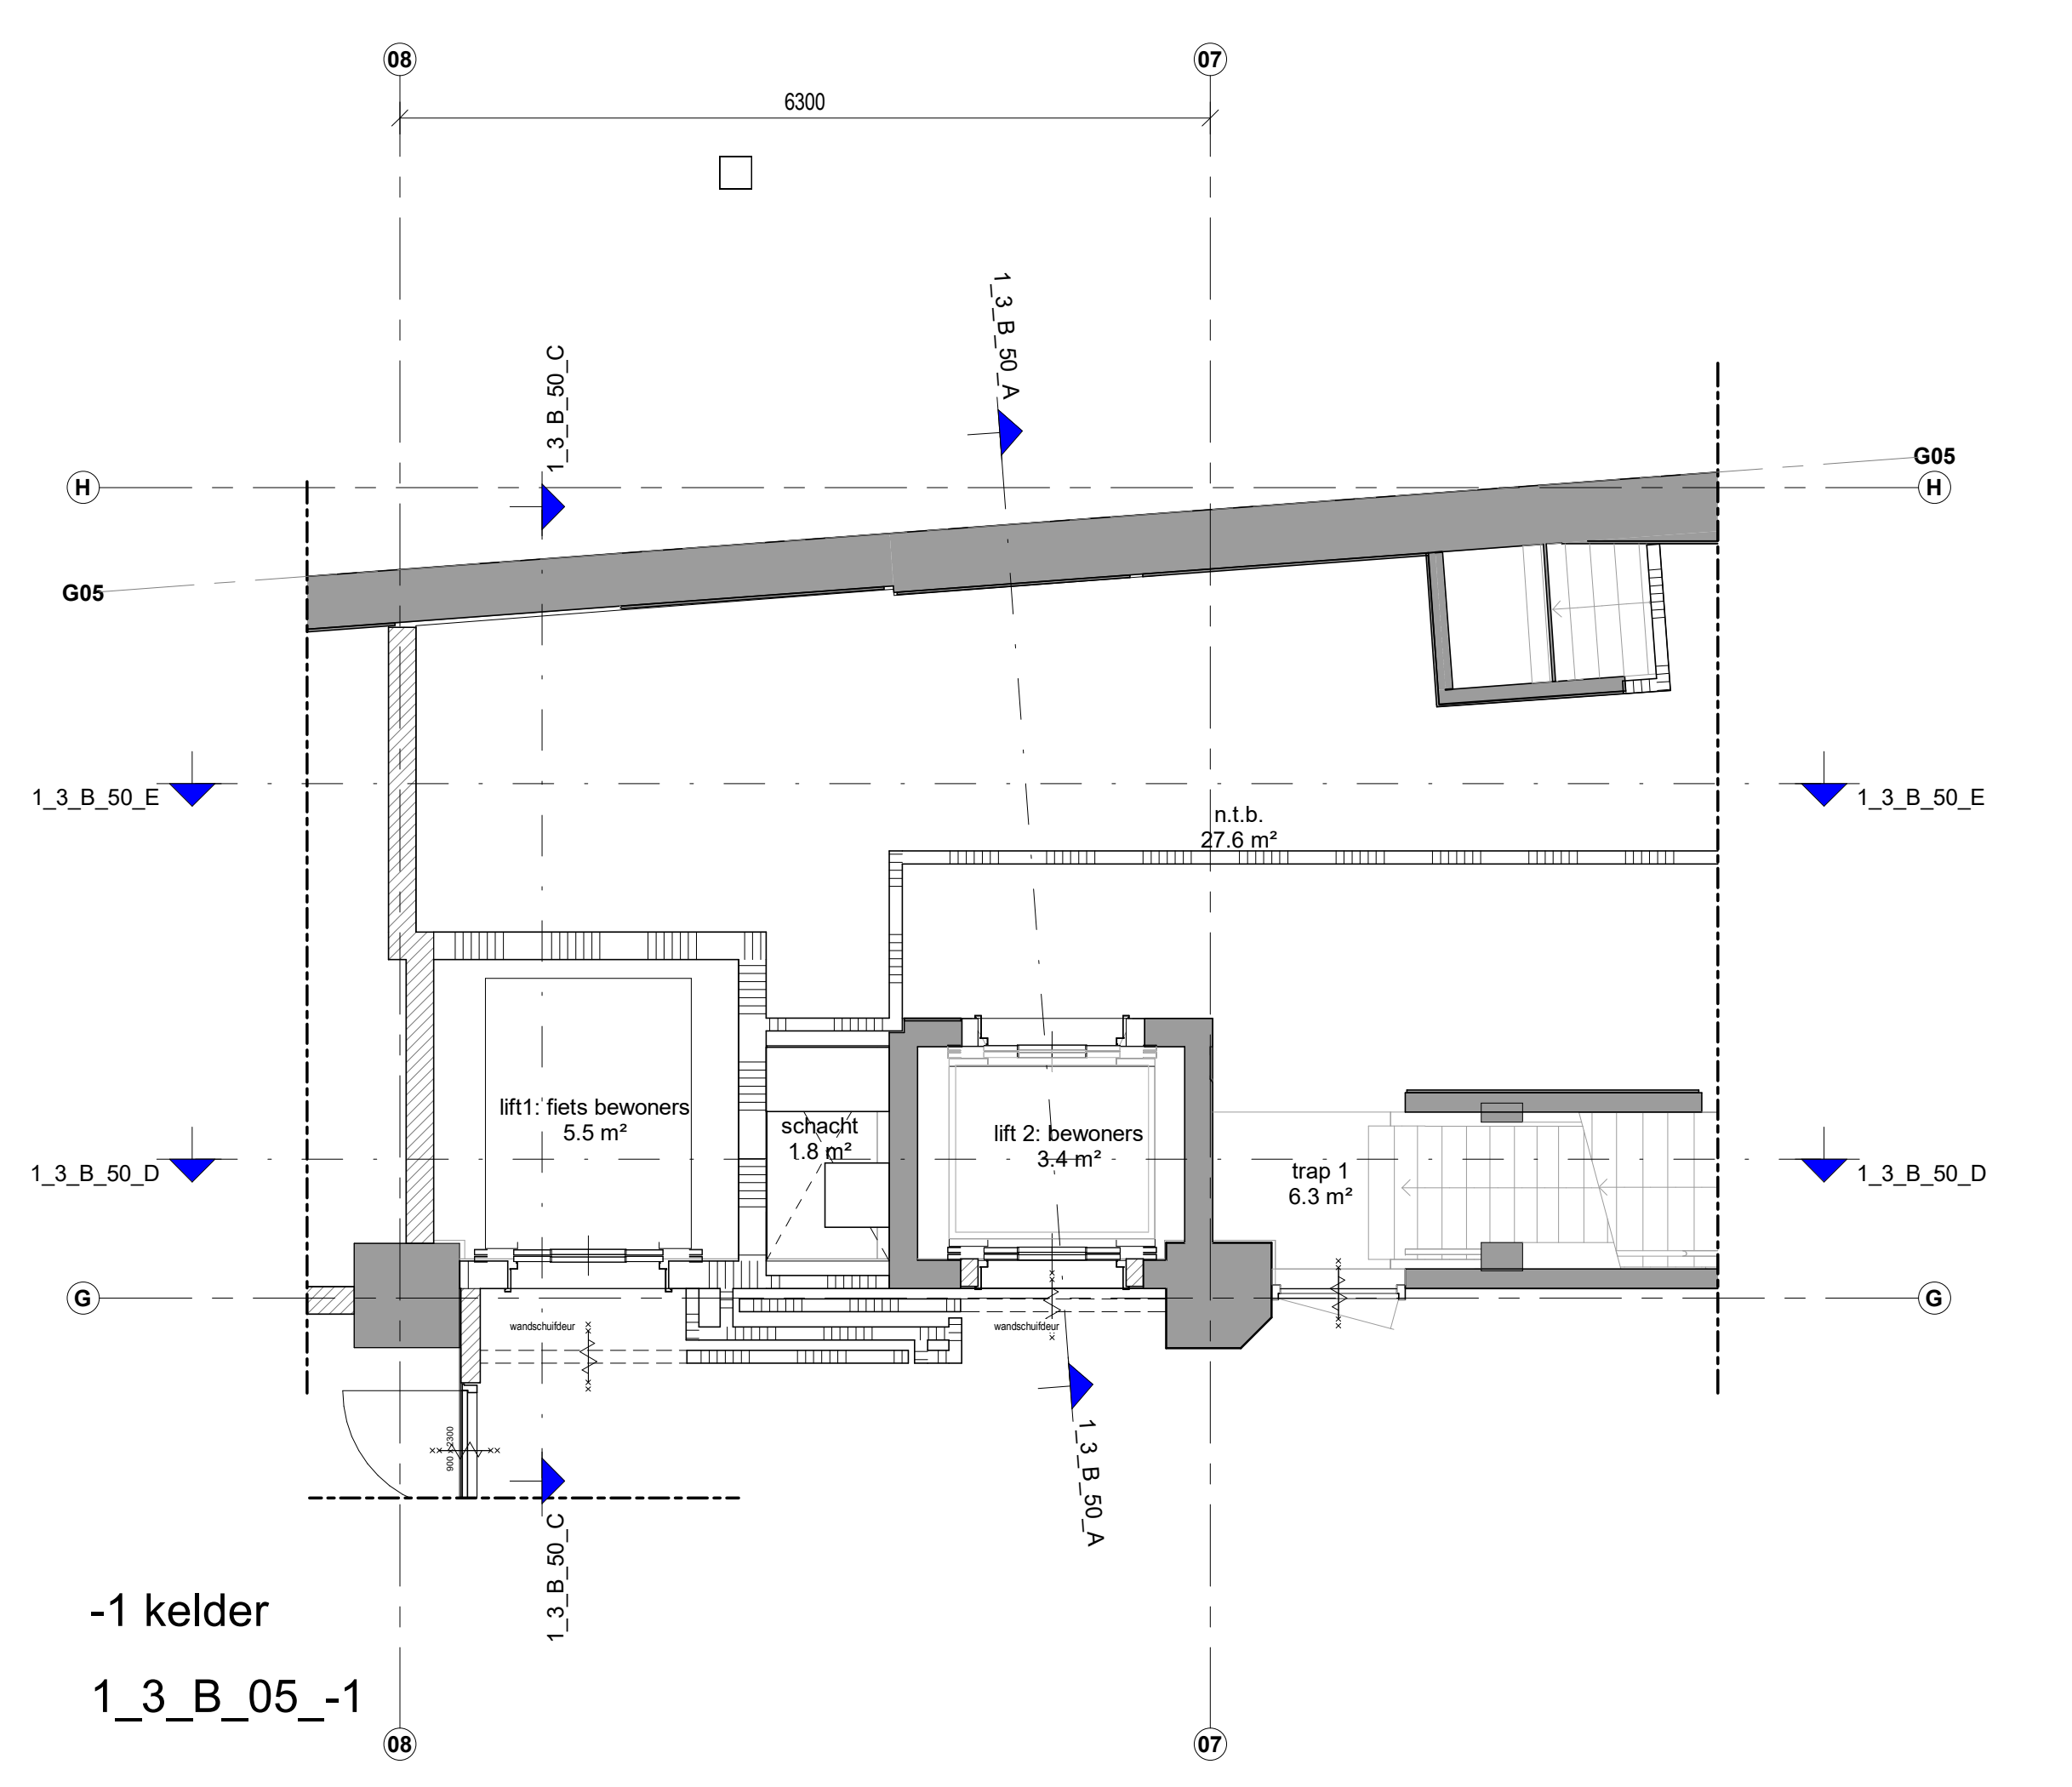 08
07
6300
1_3_B_50_A
1_3_B_50_C
G05
H
H
G05
1_3_B_50_E
1_3_B_50_E
n.t.b.
27.6 m²
lift1: fiets bewoners
5.5 m²
schacht
1.8 m²
lift 2: bewoners
3.4 m²
trap 1
6.3 m²
1_3_B_50_D
1_3_B_50_D
G
G
wandschuifdeur
wandschuifdeur
900 x 2300
1_3_B_50_A
1_3_B_50_C
-1 kelder
1_3_B_05_-1
08
07